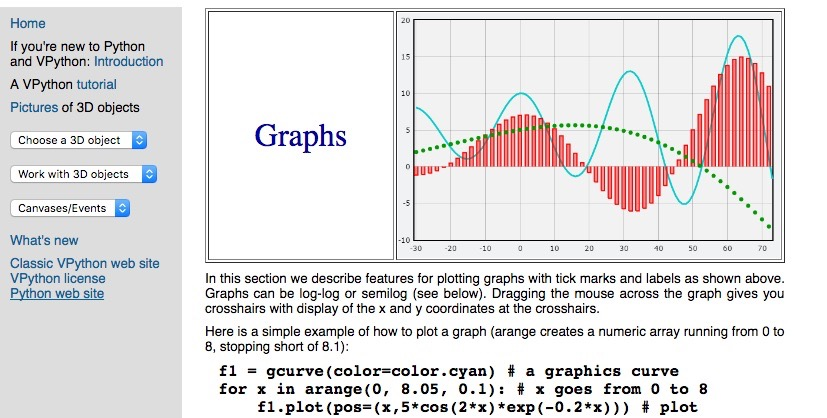 Home
If you're new to Python
and VPython: Introduction
A VPython tutorial
Pictures of 3D objects
Choose a 3D object
Work with 3D objects
Canvases/Events
What's new
Classic VPython web site
VPython license
Python web site
Graphs
20
15
10
5
0
-5
-10
-30 -20 -10 0 10 20 30 40 50 60 70
In this section we describe features for plotting graphs with tick marks and labels as shown above.
Graphs can be log-log or semilog (see below). Dragging the mouse across the graph gives you
crosshairs with display of the x and y coordinates at the crosshairs.
Here is a simple example of how to plot a graph (arange creates a numeric array running from 0 to
8, stopping short of 8.1):
f1 = gcurve(color=color.cyan) # a graphics curve
for x in arange(0, 8.05, 0.1): # x goes from 0 to 8
f1.plot(pos=(x,5*cos(2*x)*exp(-0.2*x))) # plot